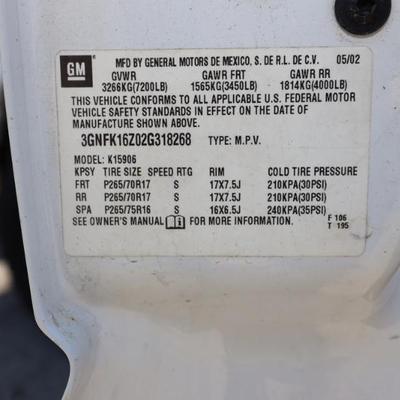 GM
MFD BY GENERAL MOTORS DE MEXICO, S. DE R.L. DE C.V. 05/02
GVWR GAWR FRT GAWR RR
3266KG(7200LB) 1565KG(3450LB) 1814KG(4000LB)
THIS VEHICLE CONFORMS TO ALL APPLICABLE U.S. FEDERAL MOTOR
VEHICLE SAFETY STANDARDS IN EFFECT ON THE DATE OF
MANUFACTURE SHOWN ABOVE.
3GNFK16Z02G318268 TYPE: M.P.V.
MODEL: K15906
KPSY TIRE SIZE SPEED RTG RIM COLD TIRE PRESSURE
FRT P265/70R17 S 17X7.5J 210KPA(30PSI)
RR P265/70R17 S 17X7.5J 210KPA(30PSI)
SPA P265/75R16 S 16X6.5J 240KPA(35PSI)
SEE OWNER'S MANUAL FOR MORE INFORMATION. F 106
T 195